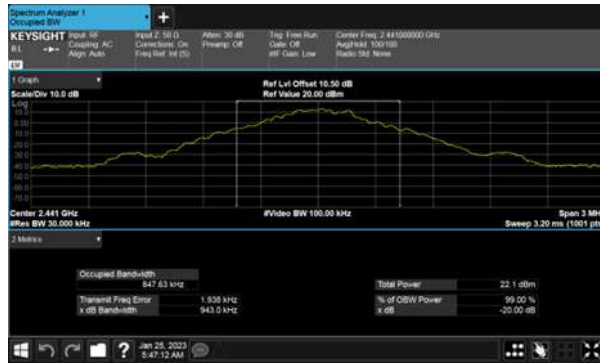 Spectrum Analyzer 1
Occupied BW
+
KEYSIGHT
Input: RF
Coupling: AC
Align: Auto
Input Z: 50 Ω
Corrections: On
Freq Ref: Int (S)
Atten: 30 dB
Preamp: Off
Trig: Free Run
Gate: Off
#IF Gain: Low
Center Freq: 2.441000000 GHz
Avg|Hold: 100/100
Radio Std: None
1 Graph
Scale/Div 10.0 dB
Ref Lvl Offset 10.50 dB
Ref Value 20.00 dBm
Log
Center 2.441 GHz
#Res BW 30.000 kHz
#Video BW 100.00 kHz
Span 3 MH
Sweep 3.20 ms (1001 pts
2 Metrics
Occupied Bandwidth
847.63 kHz
Transmit Freq Error 1.938 kHz
x dB Bandwidth 943.0 kHz
Total Power 22.1 dBm
% of OBW Power 99.00 %
x dB -20.00 dB
Jan 25, 2023
5:47:12 AM